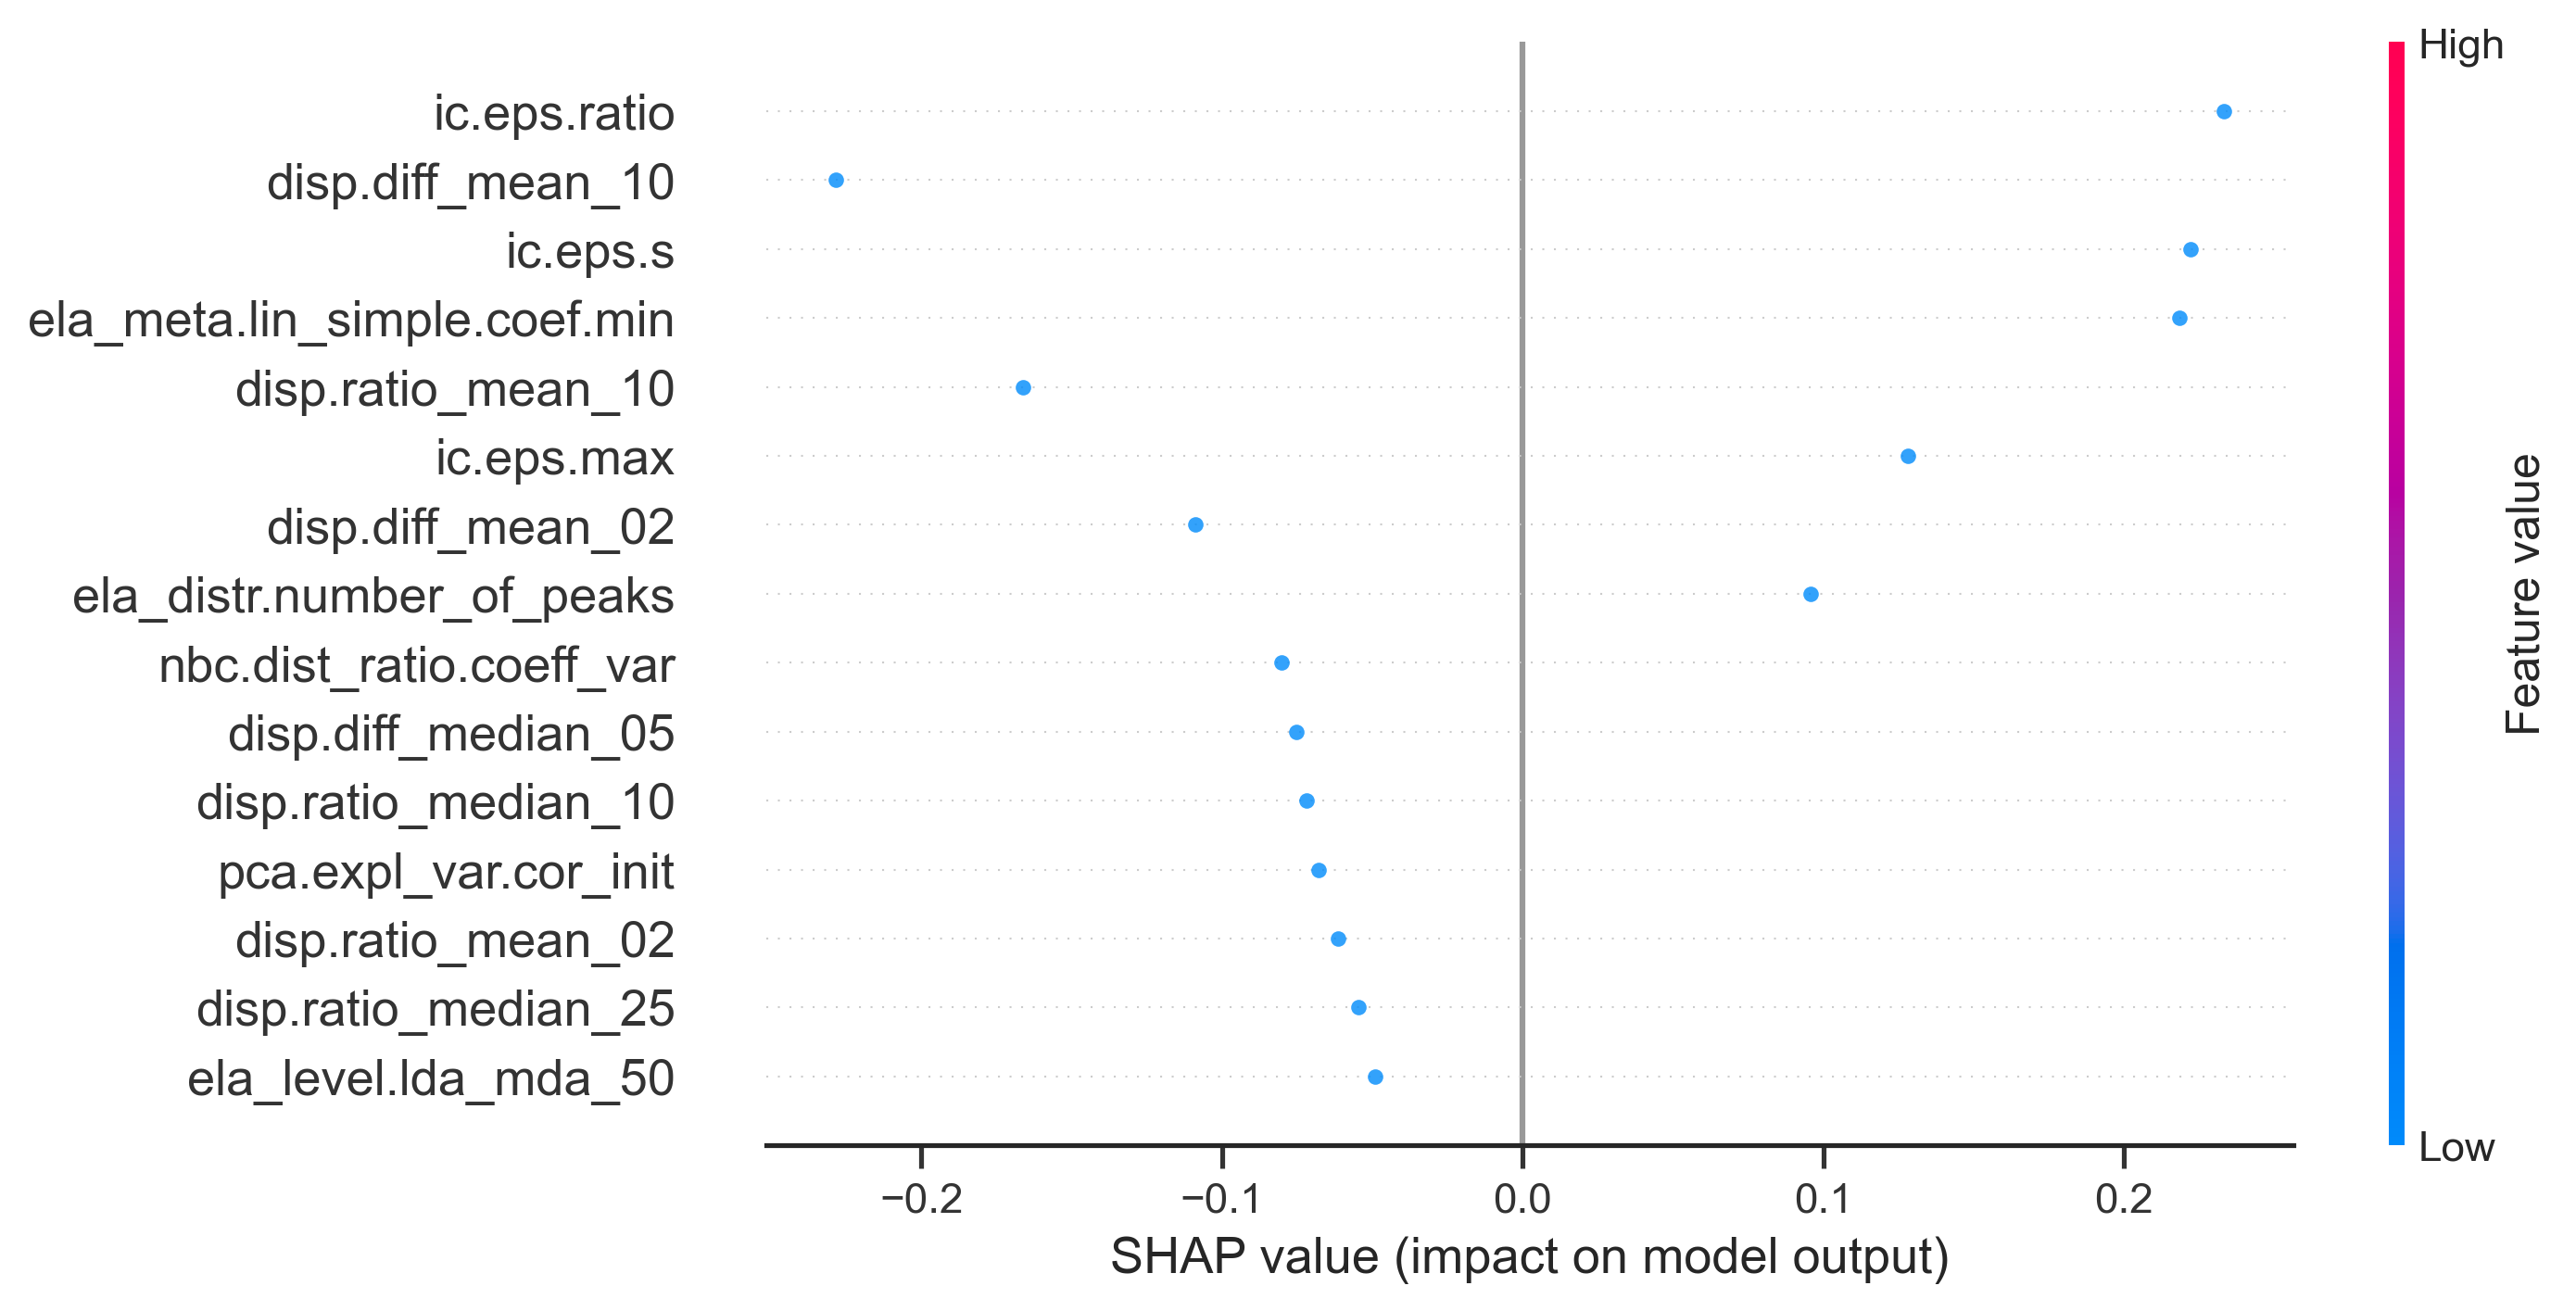 High
ic.eps.ratio
disp.diff_mean_10
ic.eps.s
ela_meta.lin_simple.coef.min
disp.ratio_mean_10
ic.eps.max
disp.diff_mean_02
ela_distr.number_of_peaks
nbc.dist_ratio.coeff_var
disp.diff_median_05
disp.ratio_median_10
pca.expl_var.cor_init
disp.ratio_mean_02
disp.ratio_median_25
ela_level.lda_mda_50
Feature value
Low
−0.2 −0.1 0.0 0.1 0.2
SHAP value (impact on model output)